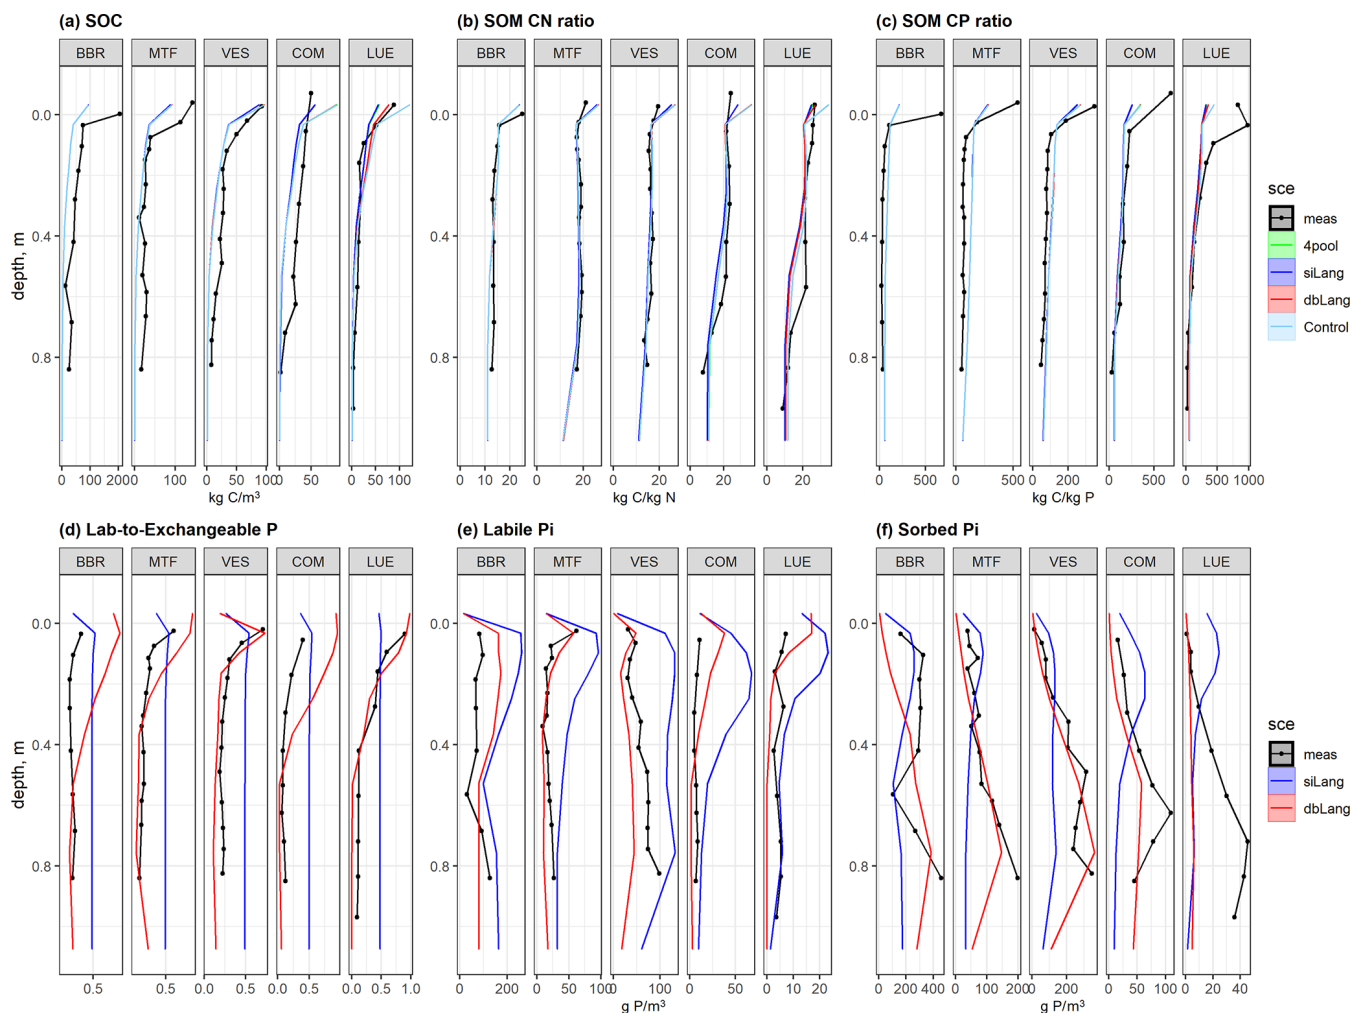 (a) SOC (b) SOM CN ratio (c) SOM CP ratio
BBR MTF VES COM LUE BBR MTF VES COM LUE BBR MTF VES COM LUE
0.0
0.4
0.8
depth, m
0 100 200 0 100 0 50 100 0 50 0 50 100 0 10 20 0 10 20 0 10 20 0 20 0 20 0 500 0 500 0 200 0 500 0 500 1000
kg C/m³ kg C/kg N kg C/kg P
sce
meas
4pool
siLang
dbLang
Control
(d) Lab-to-Exchangeable P (e) Labile Pi (f) Sorbed Pi
BBR MTF VES COM LUE BBR MTF VES COM LUE BBR MTF VES COM LUE
0.0
0.4
0.8
depth, m
0.5 0.5 0.0 0.5 0.0 0.5 0.0 0.5 1.0 0 200 0 50 100 0 50 100 0 50 0 10 20 0 200 400 0 100 200 0 200 0 50 100 0 20 40
g P/m³ g P/m³
sce
meas
siLang
dbLang